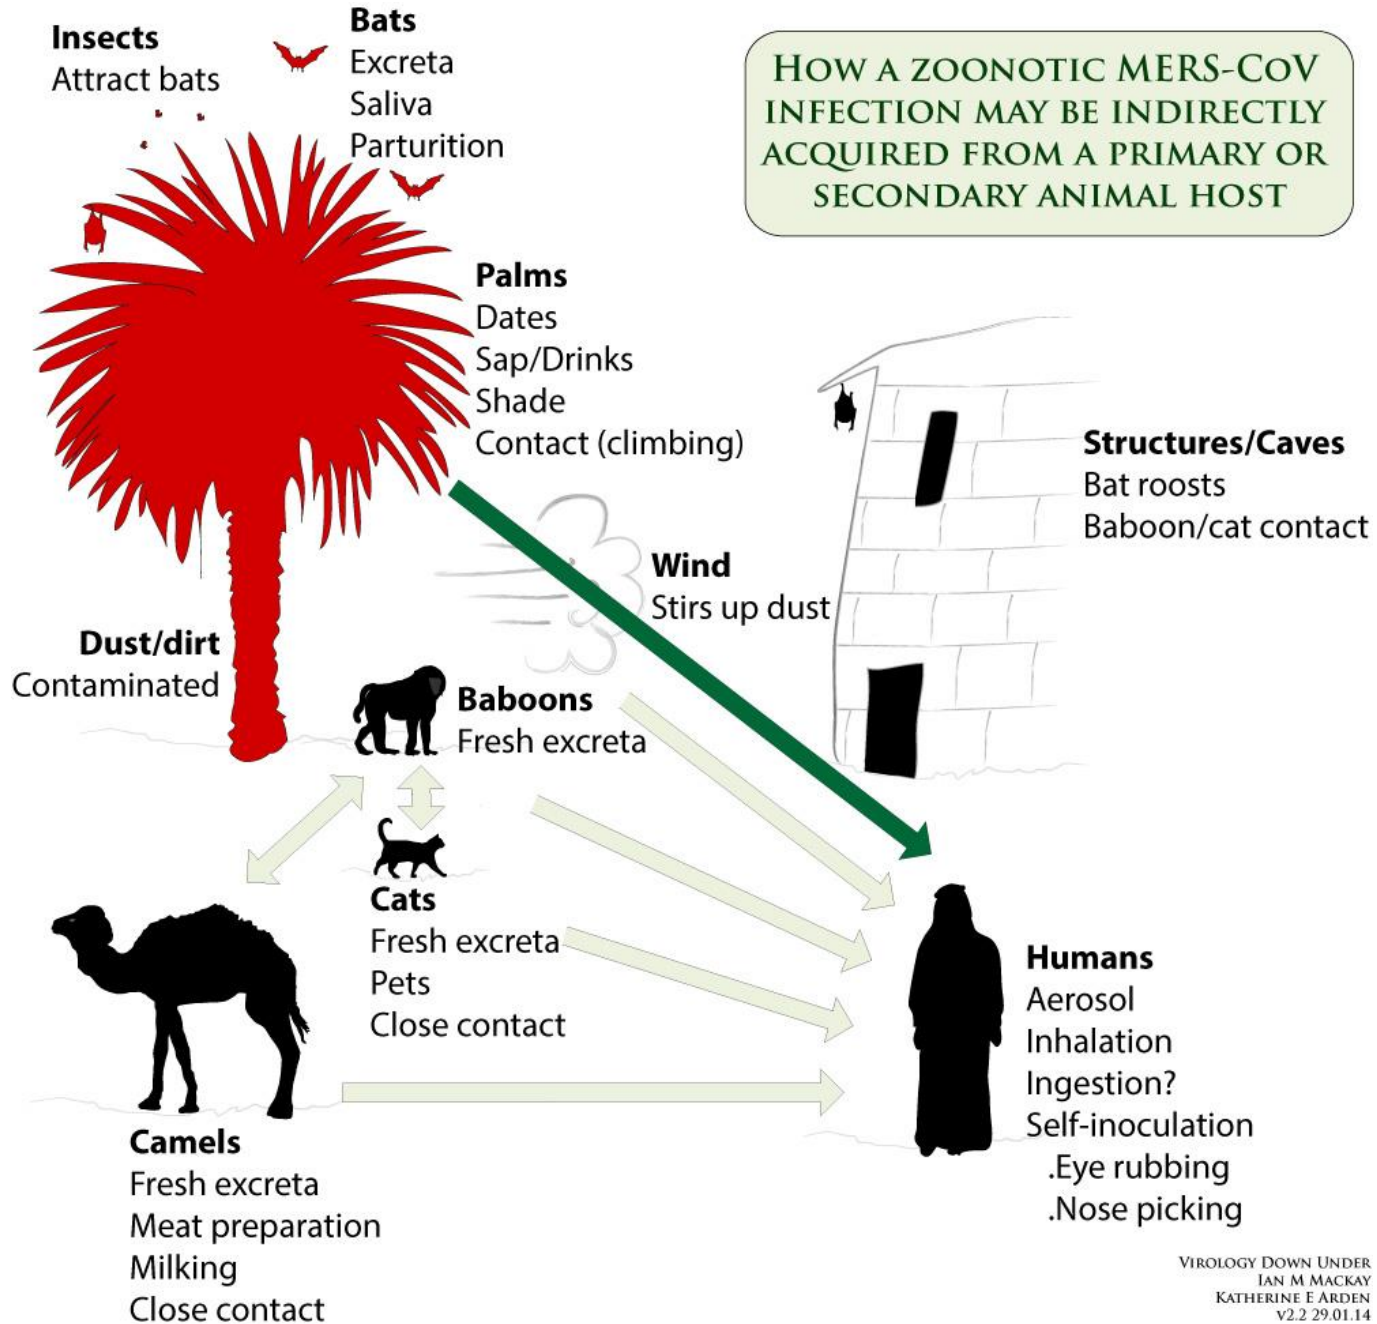 Insects
Attract bats
Bats
Excreta
Saliva
Parturition
HOW A ZOONOTIC MERS-COV
INFECTION MAY BE INDIRECTLY
ACQUIRED FROM A PRIMARY OR
SECONDARY ANIMAL HOST
Palms
Dates
Sap/Drinks
Shade
Contact (climbing)
Structures/Caves
Bat roosts
Baboon/cat contact
Wind
Stirs up dust
Dust/dirt
Contaminated
Baboons
Fresh excreta
Cats
Fresh excreta
Pets
Close contact
Humans
Aerosol
Inhalation
Ingestion?
Self-inoculation
.Eye rubbing
.Nose picking
Camels
Fresh excreta
Meat preparation
Milking
Close contact
VIROLOGY DOWN UNDER
IAN M MACKAY
KATHERINE E ARDEN
V2.2 29.01.14